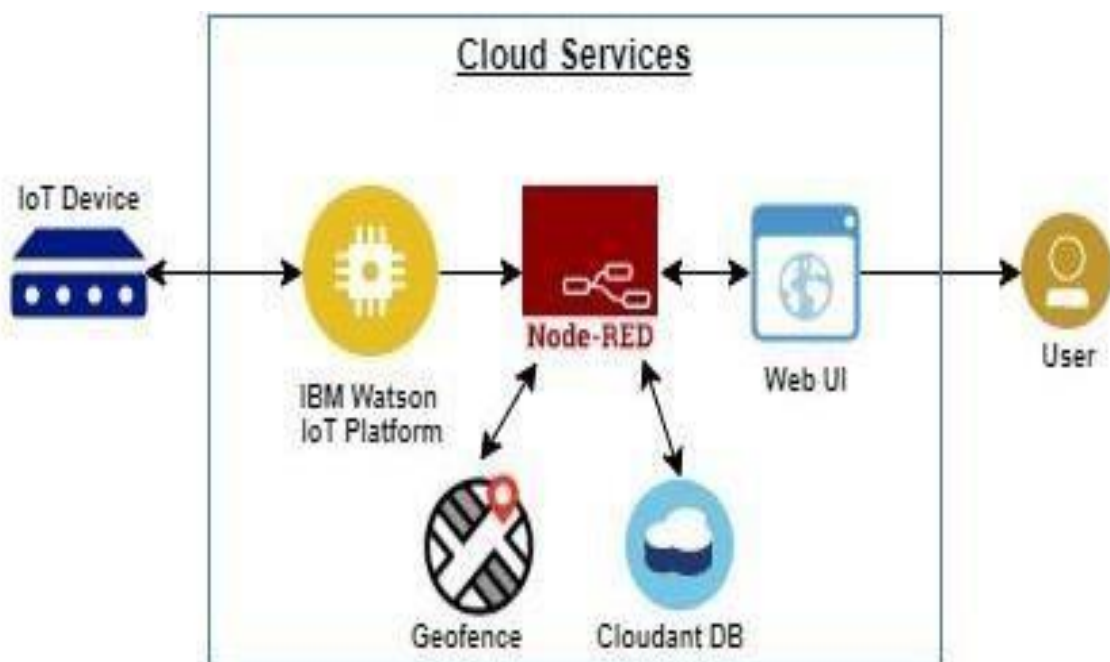 Cloud Services
IoT Device
Node-RED
IBM Watson
IoT Platform
Web UI
User
Geofence
Cloudant DB